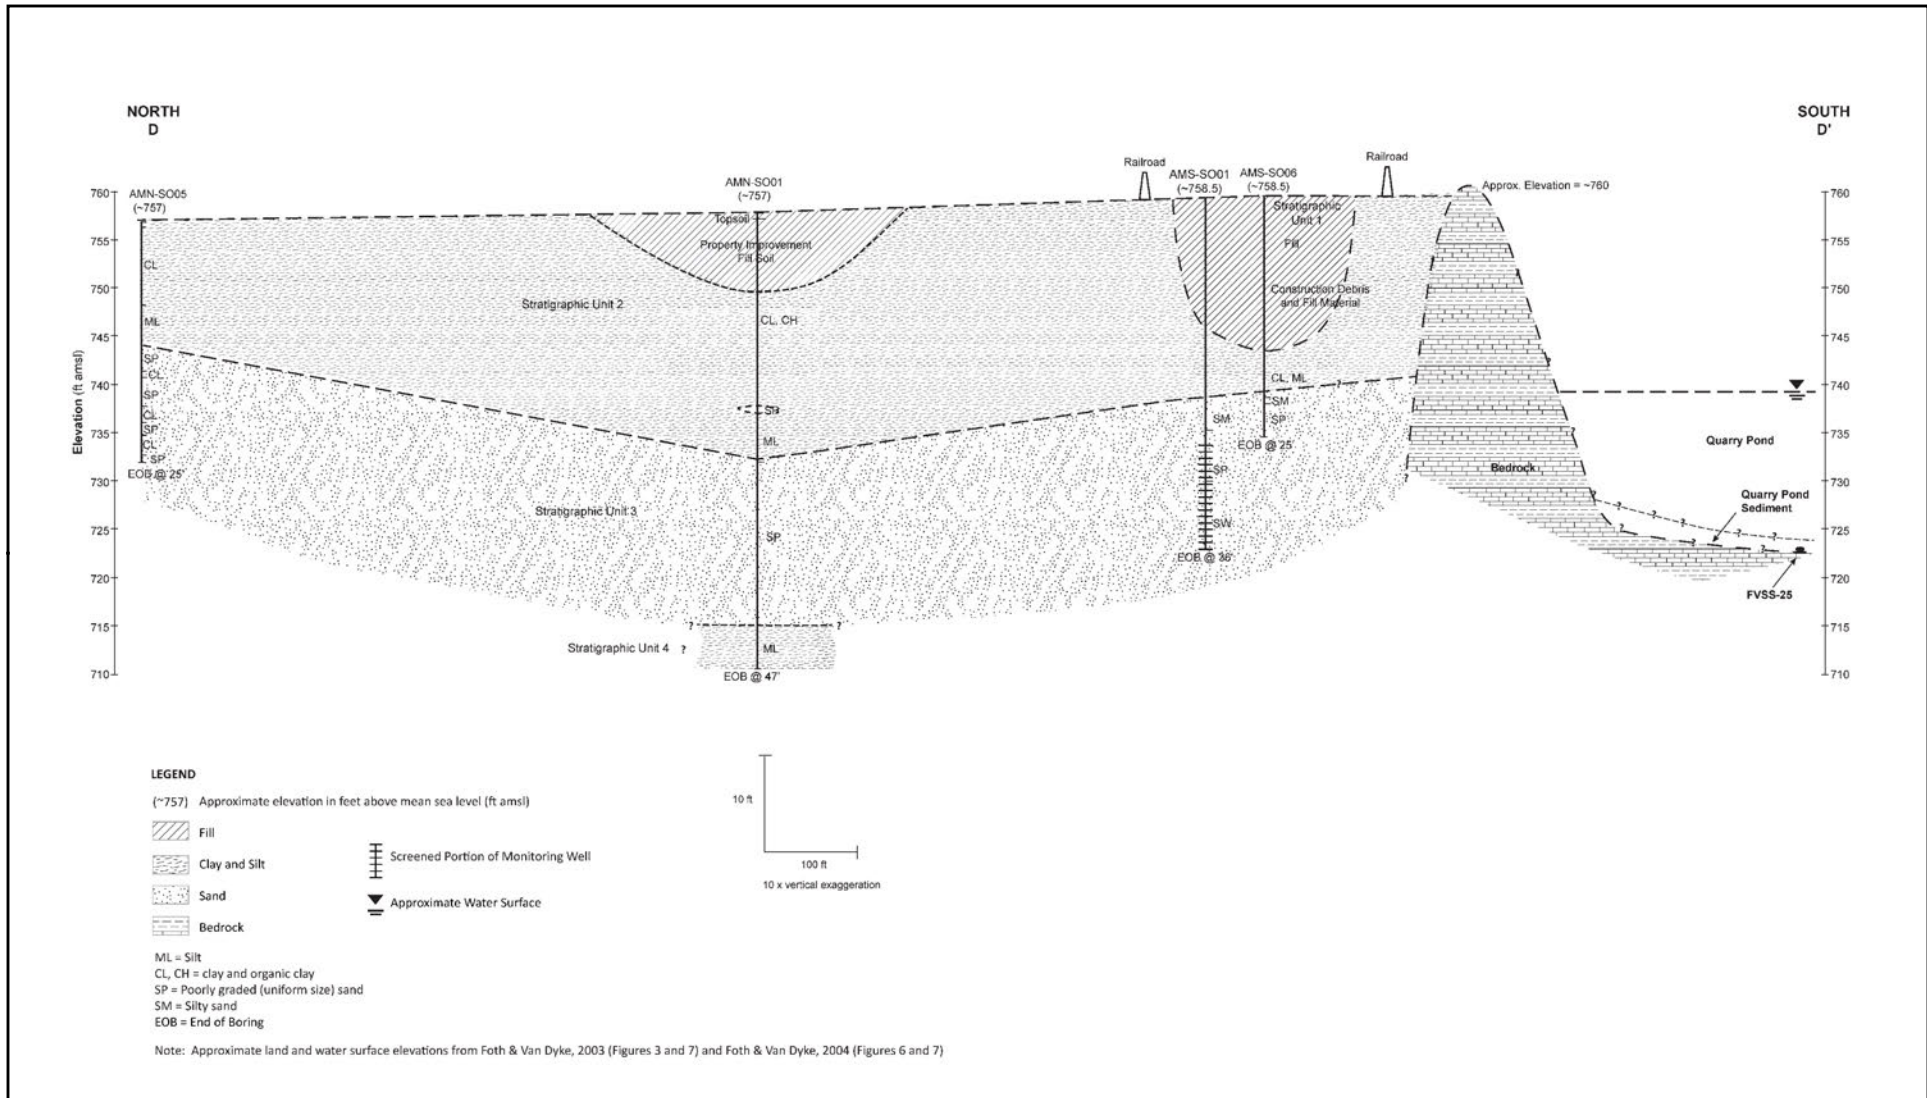 NORTH
D
SOUTH
D'
Railroad
Railroad
AMN-SO05
(~757)
AMN-SO01
(~757)
AMS-SO01
(~758.5)
AMS-SO06
(~758.5)
Approx. Elevation = ~760
Elevation (ft amsl)
760
755
750
745
740
735
730
725
720
715
710
760
755
750
745
740
735
730
725
720
715
710
CL
ML
SP
CL
SP
CL
SP
CL
SP
EOB @ 25'
Topsoil
Property Improvement
Fill Soil
Stratigraphic Unit 2
CL, CH
SP
ML
Stratigraphic Unit 3
SP
Stratigraphic Unit 4 ?
? ?
ML
EOB @ 47'
Stratigraphic
Unit 1
Fill
Construction Debris
and Fill Material
CL, ML
?
SM
SP
EOB @ 25'
SM
SP
SW
EOB @ 36'
Bedrock
Quarry Pond
Quarry Pond
Sediment
FVSS-25
LEGEND
(~757) Approximate elevation in feet above mean sea level (ft amsl)
Fill
Clay and Silt
Sand
Bedrock
Screened Portion of Monitoring Well
Approximate Water Surface
ML = Silt
CL, CH = clay and organic clay
SP = Poorly graded (uniform size) sand
SM = Silty sand
EOB = End of Boring
10 ft
100 ft
10 x vertical exaggeration
Note: Approximate land and water surface elevations from Foth & Van Dyke, 2003 (Figures 3 and 7) and Foth & Van Dyke, 2004 (Figures 6 and 7)